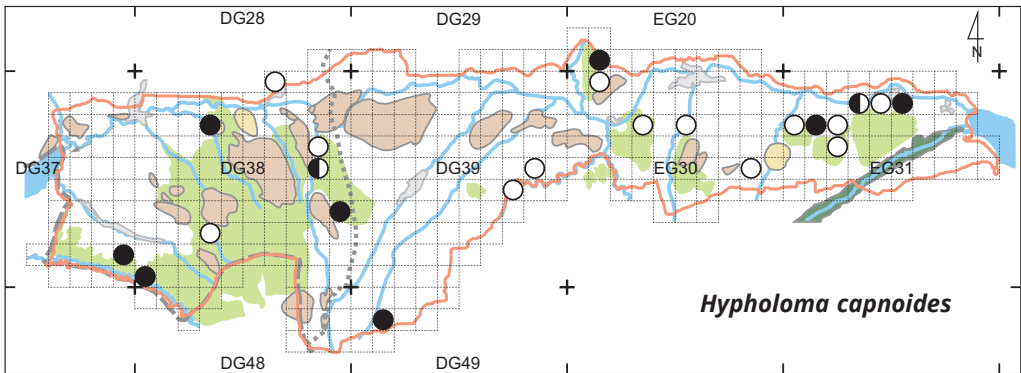 DG28 DG29 EG20
N
DG37 DG38 DG39 EG30 EG31
Hypholoma capnoides
DG48 DG49